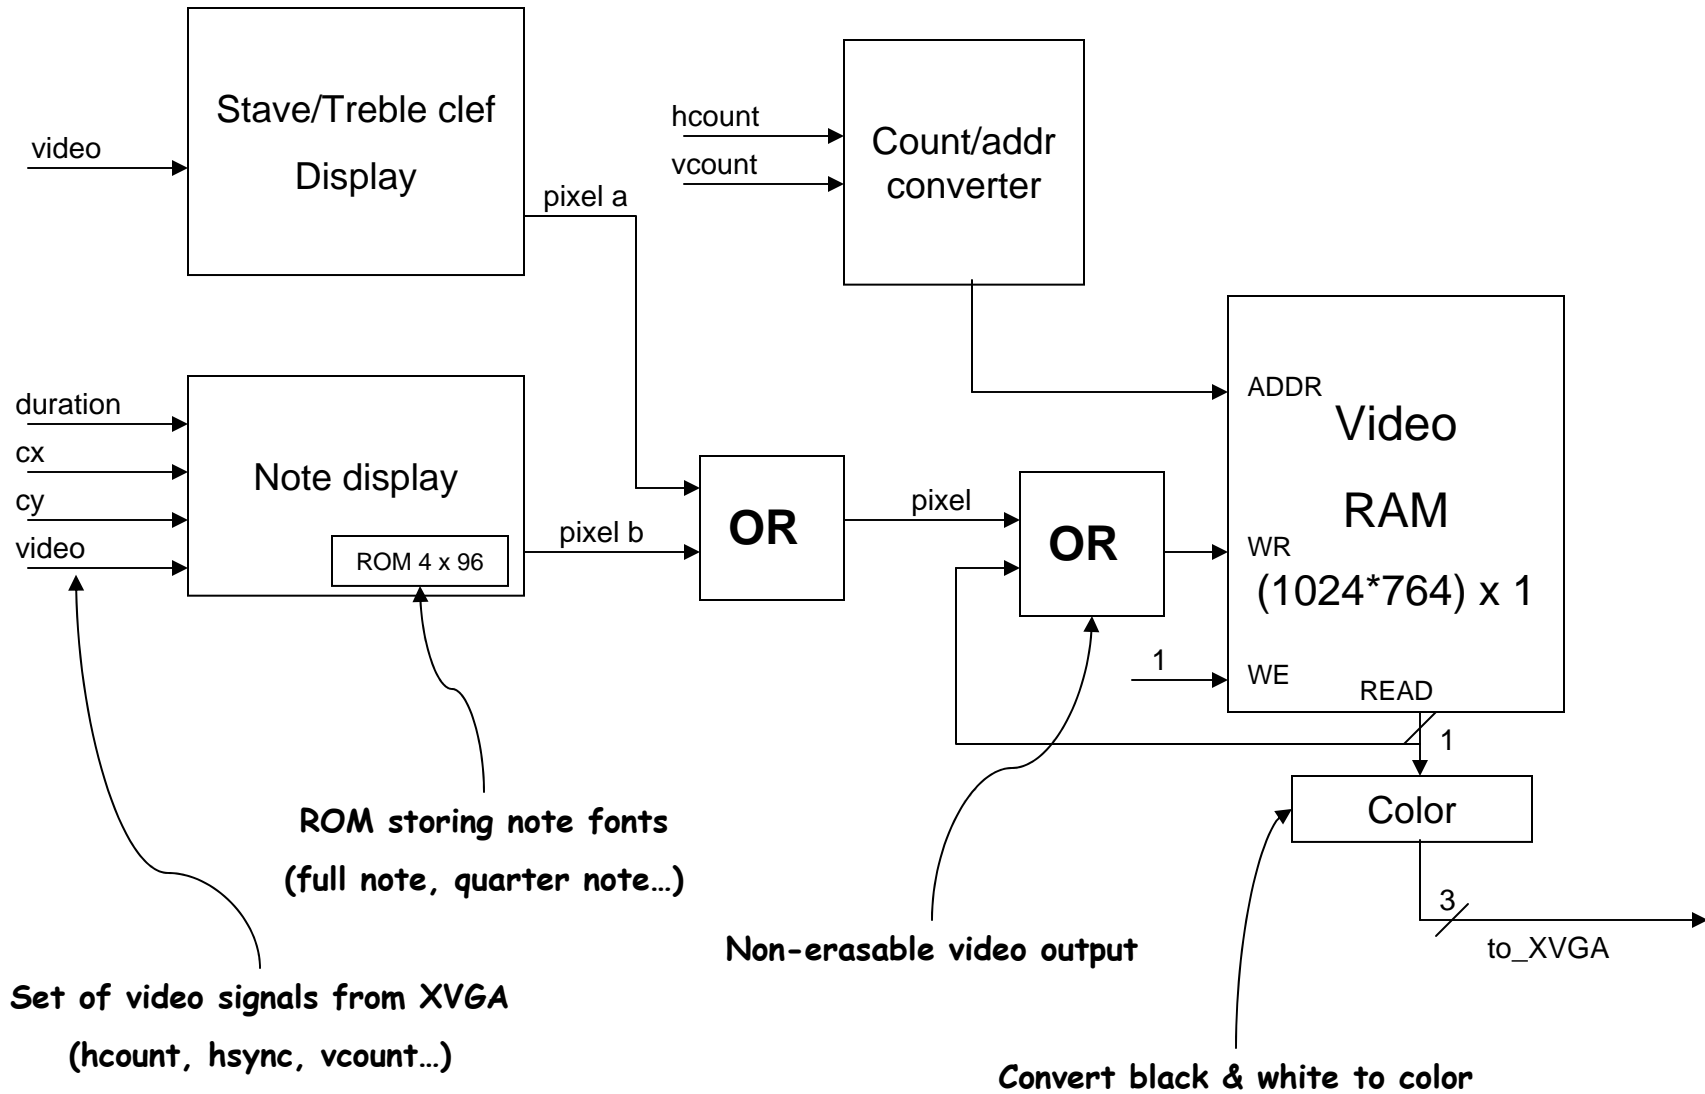 Stave/Treble clef
Display
video
pixel a
hcount
vcount
Count/addr
converter
duration
cx
cy
video
Note display
ROM 4 x 96
pixel b
OR
pixel
OR
ADDR
Video
RAM
WR
(1024*764) x 1
1
WE
READ
1
Color
3
to_XVGA
ROM storing note fonts
(full note, quarter note…)
Non-erasable video output
Set of video signals from XVGA
(hcount, hsync, vcount…)
Convert black & white to color